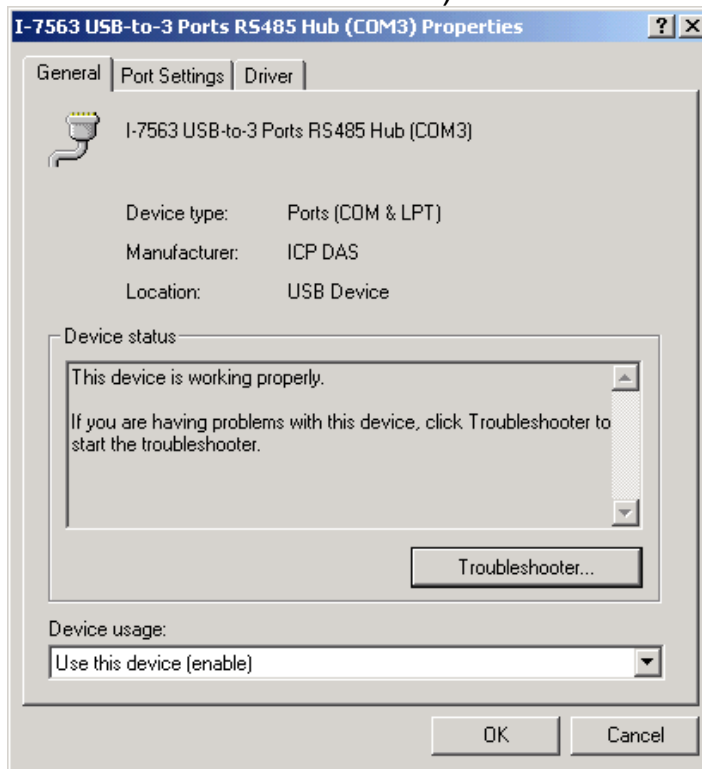 I-7563 USB-to-3 Ports RS485 Hub (COM3) Properties ? X
General Port Settings Driver
I-7563 USB-to-3 Ports RS485 Hub (COM3)
Device type: Ports (COM & LPT)
Manufacturer: ICP DAS
Location: USB Device
Device status
This device is working properly.
If you are having problems with this device, click Troubleshooter to
start the troubleshooter.
Troubleshooter...
Device usage:
Use this device (enable)
OK Cancel